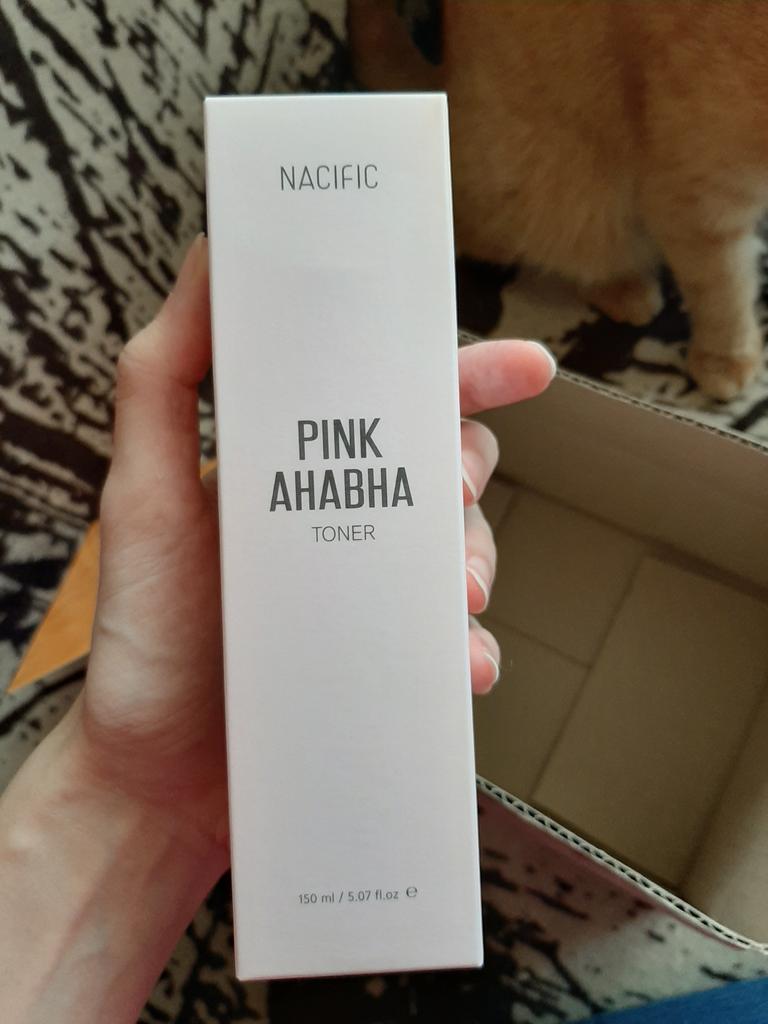 NACIFIC
PINK
AHABHA
TONER
150 ml / 5.07 fl.oz ℮